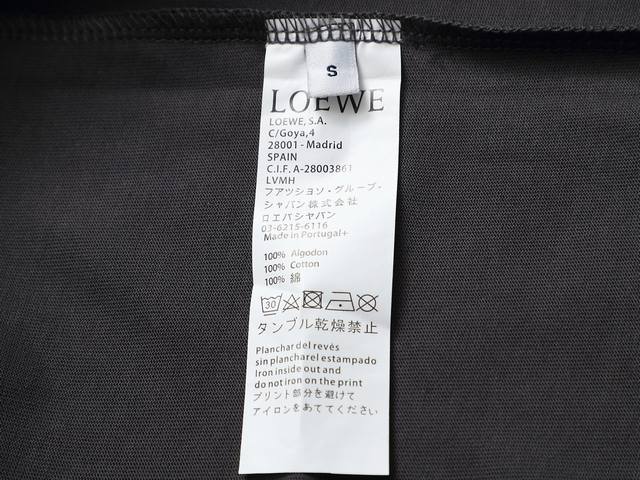 S
LOEWE
LOEWE, S.A.
C/Goya,4
28001-Madrid
SPAIN
C.I.F. A-28003861
LVMH
フアツシヨン・グループ・
シャパン株式会社
ロエバシヤパン
03-6215-6116
Made in Portugal+
100% Algodon
100% Cotton
100% 綿
30
タンブル乾燥禁止
Planchar del revés
sin plancharel estampado
Iron inside out and
do not iron on the print
プリント部分を避けて
アイロンをあててください